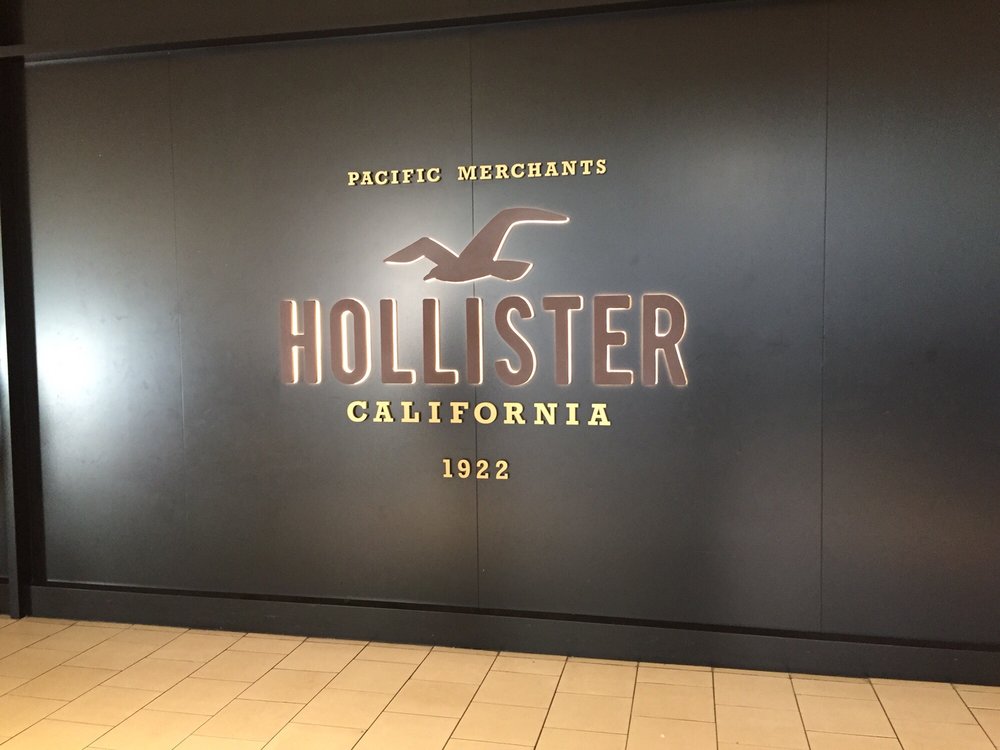 PACIFIC MERCHANTS
HOLLISTER
CALIFORNIA
1922